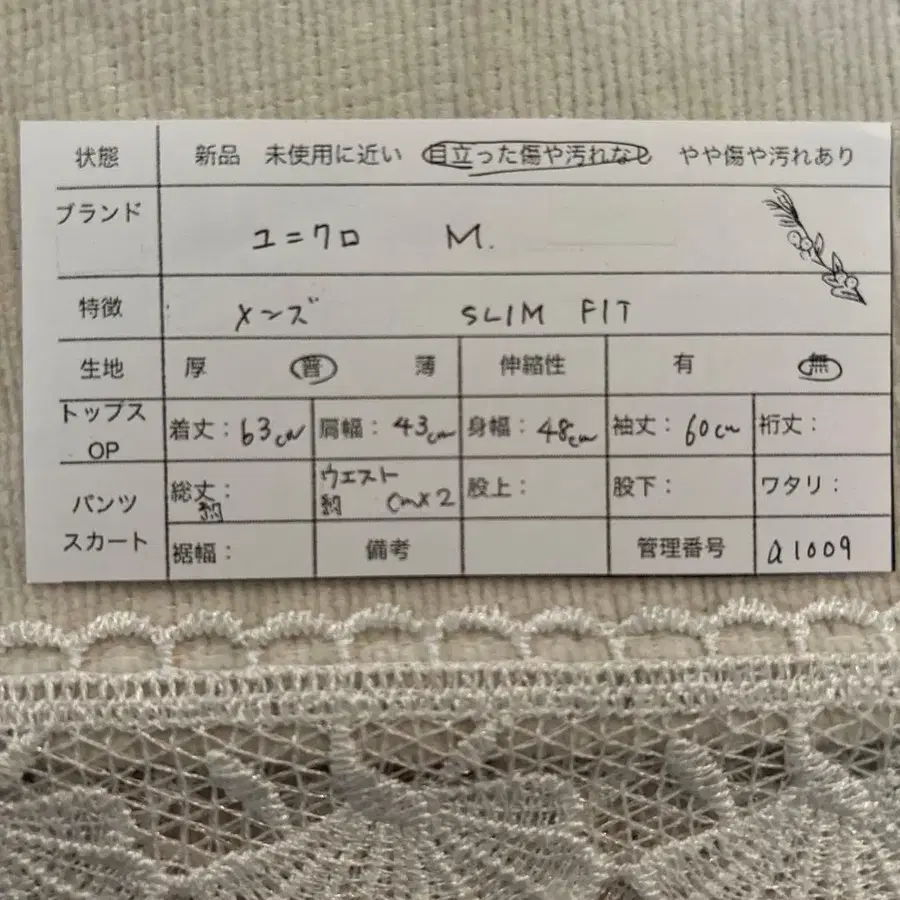 状態 新品 未使用に近い 目立った傷や汚れなし やや傷や汚れあり
ブランド ユニクロ M.
特徴 メンズ SLIM FIT
生地 厚 普 薄 伸縮性 有 無
トップス OP 着丈：63cm 肩幅：43cm 身幅：48cm 袖丈：60cm 裄丈：
パンツ スカート 総丈：約 ウエスト 約 cm×2 股上： 股下： ワタリ：
裾幅： 備考 管理番号 a1009